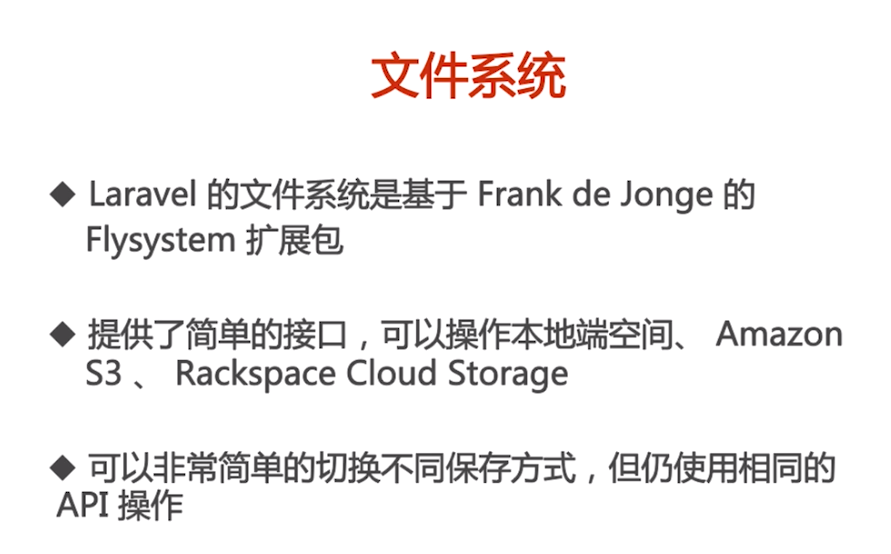 文件系统
◆ Laravel 的文件系统是基于 Frank de Jonge 的
Flysystem 扩展包
◆ 提供了简单的接口，可以操作本地端空间、 Amazon
S3 、 Rackspace Cloud Storage
◆ 可以非常简单的切换不同保存方式，但仍使用相同的
API 操作